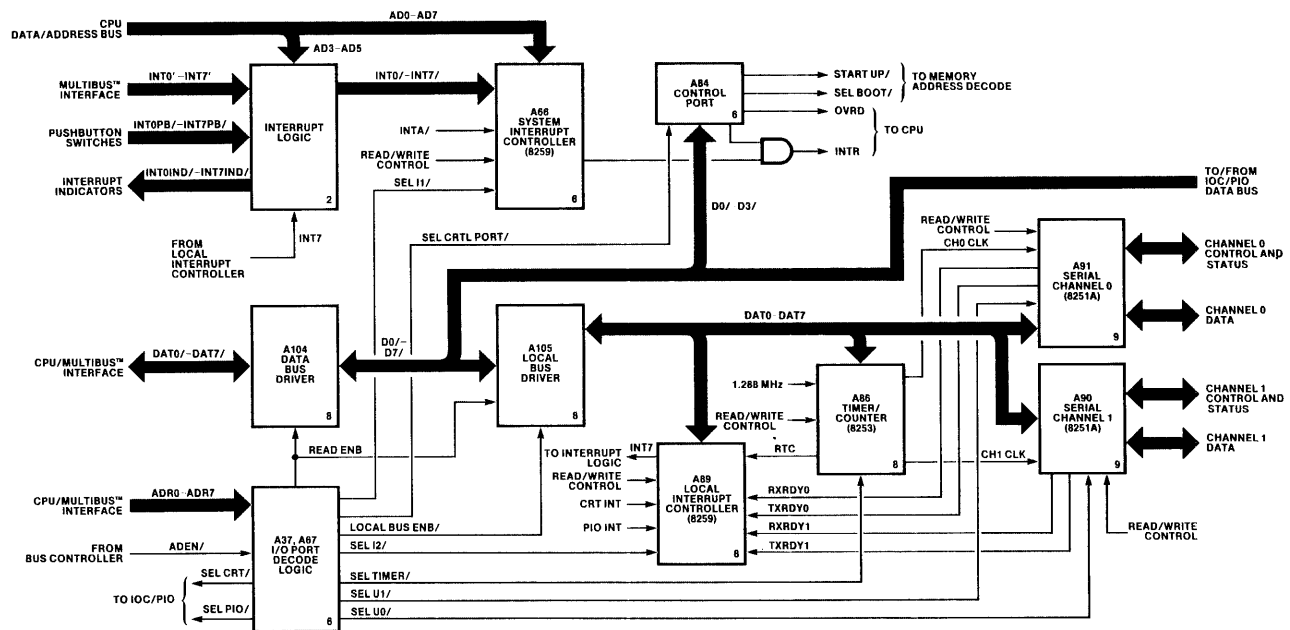 CPU
DATA/ADDRESS BUS
AD0-AD7
AD3-AD5
MULTIBUS™
INTERFACE
INT0'-INT7'
PUSHBUTTON
SWITCHES
INT0PB/-INT7PB/
INTERRUPT
INDICATORS
INT0IND/-INT7IND/
INTERRUPT
LOGIC
2
INT0/-INT7/
INTA/
READ/WRITE
CONTROL
SEL I1/
A66
SYSTEM
INTERRUPT
CONTROLLER
(8259)
6
FROM
LOCAL
INTERRUPT
CONTROLLER
INT7
SEL CRTL PORT/
A84
CONTROL
PORT
6
START UP/
SEL BOOT/
TO MEMORY
ADDRESS DECODE
OVRD
INTR
TO CPU
D0/ D3/
TO/FROM
IOC/PIO
DATA BUS
READ/WRITE
CONTROL
CH0 CLK
A91
SERIAL
CHANNEL 0
(8251A)
9
CHANNEL 0
CONTROL AND
STATUS
CHANNEL 0
DATA
CPU/MULTIBUS™
INTERFACE
DAT0/-DAT7/
A104
DATA
BUS
DRIVER
8
D0/-
D7/
A105
LOCAL
BUS
DRIVER
8
DAT0-DAT7
1.288 MHz
READ/WRITE
CONTROL
A86
TIMER/
COUNTER
(8253)
8
A90
SERIAL
CHANNEL 1
(8251A)
9
CHANNEL 1
CONTROL AND
STATUS
CHANNEL 1
DATA
READ ENB
RTC
CH1 CLK
TO INTERRUPT
LOGIC
INT7
READ/WRITE
CONTROL
CRT INT
PIO INT
A89
LOCAL
INTERRUPT
CONTROLLER
(8259)
8
RXRDY0
TXRDY0
RXRDY1
TXRDY1
READ/WRITE
CONTROL
CPU/MULTIBUS™
INTERFACE
ADR0-ADR7
FROM
BUS CONTROLLER
ADEN/
TO IOC/PIO
SEL CRT/
SEL PIO/
A37, A67
I/O PORT
DECODE
LOGIC
6
LOCAL BUS ENB/
SEL I2/
SEL TIMER/
SEL U1/
SEL U0/